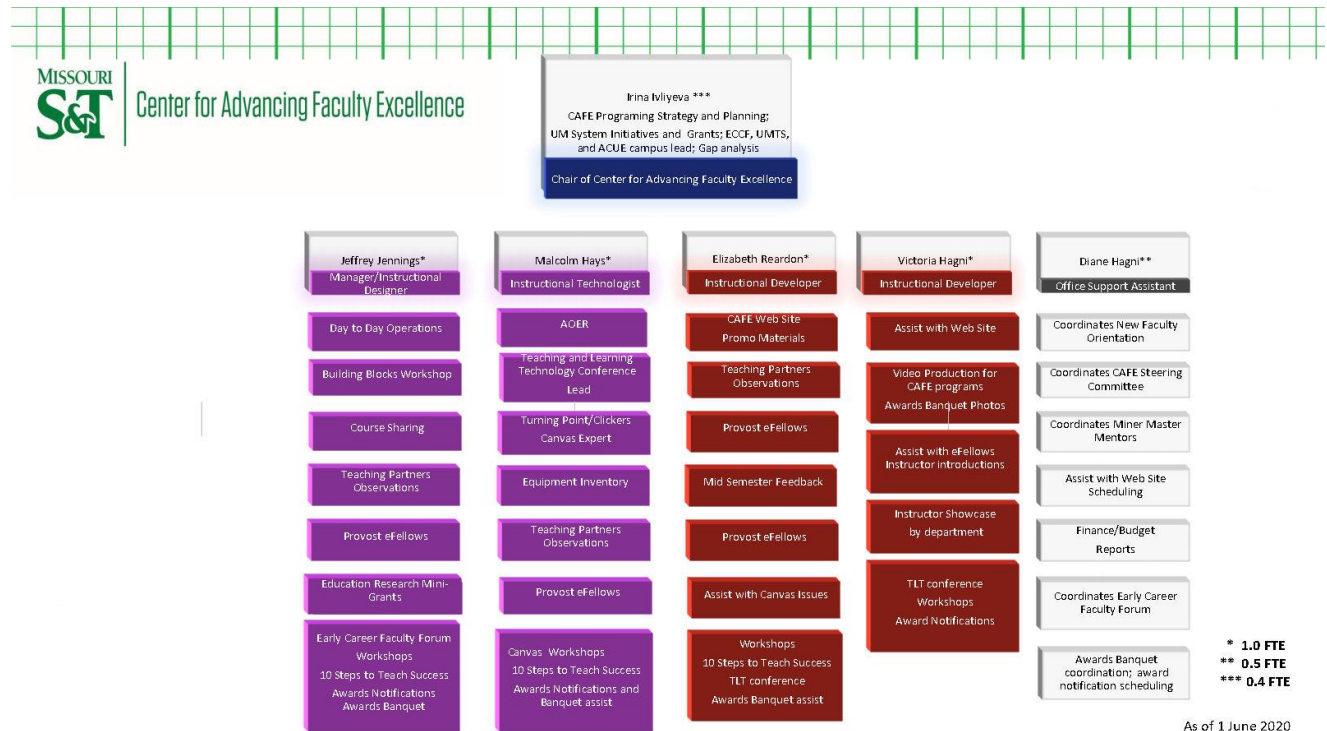 MISSOURI
S&T
Center for Advancing Faculty Excellence
Irina Ivliyeva ***
CAFE Programing Strategy and Planning;
UM System Initiatives and Grants; ECCF, UMTS,
and ACUE campus lead; Gap analysis
Chair of Center for Advancing Faculty Excellence
Jeffrey Jennings*
Manager/Instructional
Designer
Day to Day Operations
Building Blocks Workshop
Course Sharing
Teaching Partners
Observations
Provost eFellows
Education Research Mini-
Grants
Early Career Faculty Forum
Workshops
10 Steps to Teach Success
Awards Notifications
Awards Banquet
Malcolm Hays*
Instructional Technologist
AOER
Teaching and Learning
Technology Conference
Lead
Turning Point/Clickers
Canvas Expert
Equipment Inventory
Teaching Partners
Observations
Provost eFellows
Canvas Workshops
10 Steps to Teach Success
Awards Notifications and
Banquet assist
Elizabeth Reardon*
Instructional Developer
CAFE Web Site
Promo Materials
Teaching Partners
Observations
Provost eFellows
Mid Semester Feedback
Provost eFellows
Assist with Canvas Issues
Workshops
10 Steps to Teach Success
TLT conference
Awards Banquet assist
Victoria Hagni*
Instructional Developer
Assist with Web Site
Video Production for
CAFE programs
Awards Banquet Photos
Assist with eFellows
Instructor introductions
Instructor Showcase
by department
TLT conference
Workshops
Award Notifications
Diane Hagni**
Office Support Assistant
Coordinates New Faculty
Orientation
Coordinates CAFE Steering
Committee
Coordinates Miner Master
Mentors
Assist with Web Site
Scheduling
Finance/Budget
Reports
Coordinates Early Career
Faculty Forum
Awards Banquet
coordination; award
notification scheduling
* 1.0 FTE
** 0.5 FTE
*** 0.4 FTE
As of 1 June 2020